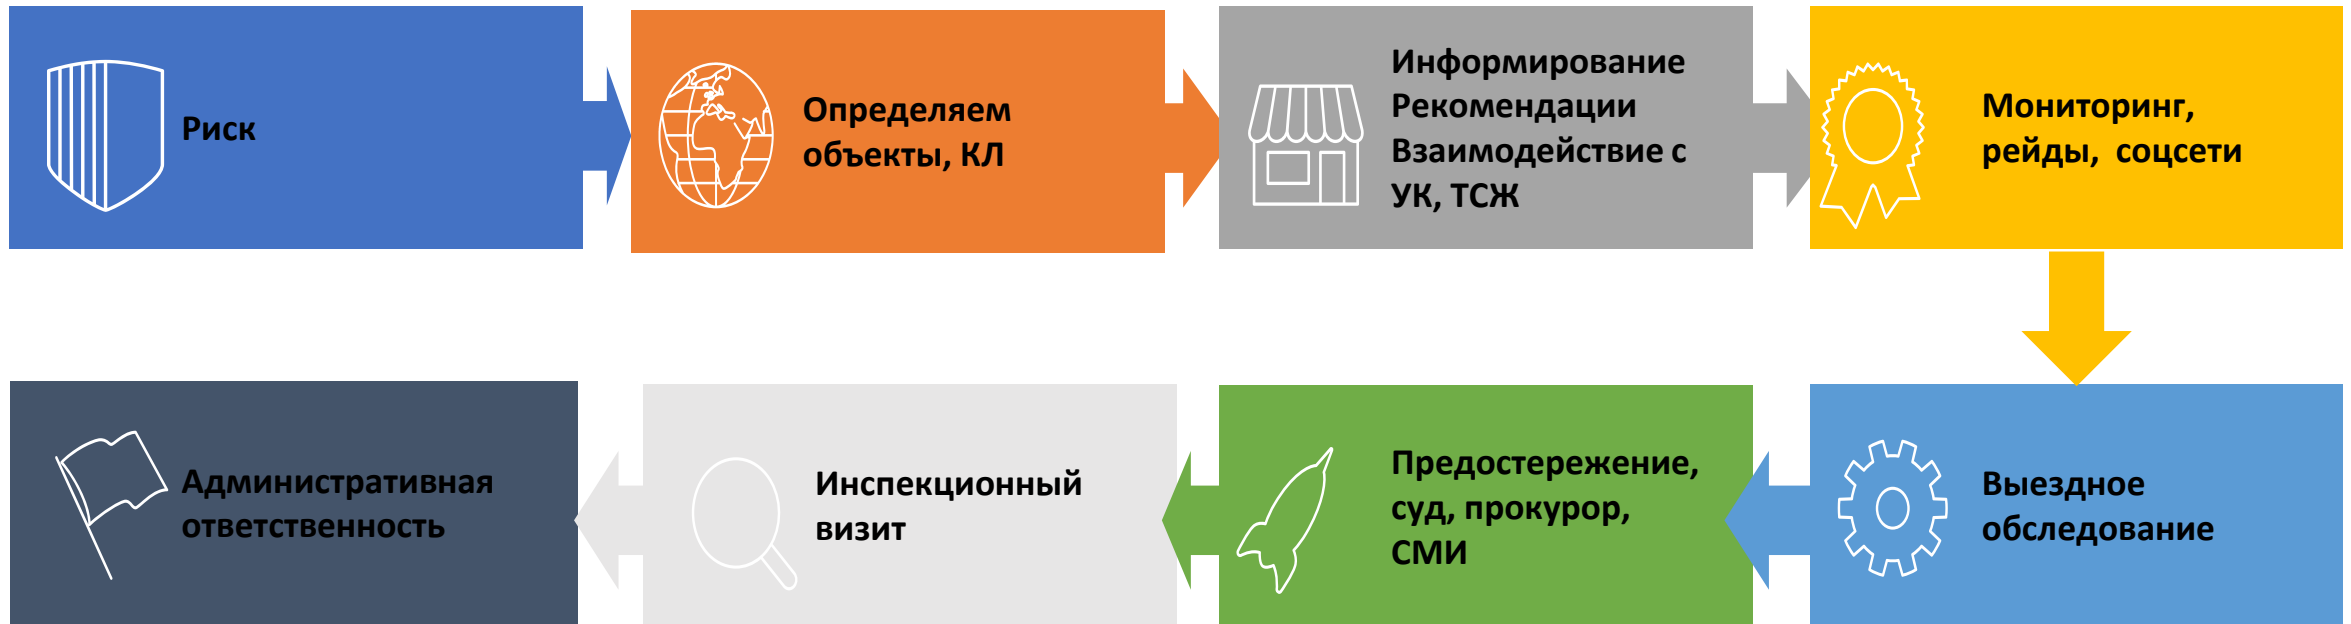 Риск
Определяем
объекты, КЛ
Информирование
Рекомендации
Взаимодействие с
УК, ТСЖ
Мониторинг,
рейды,  соцсети
Выездное
обследование
Предостережение,
суд, прокурор,
СМИ
Инспекционный
визит
Административная
ответственность